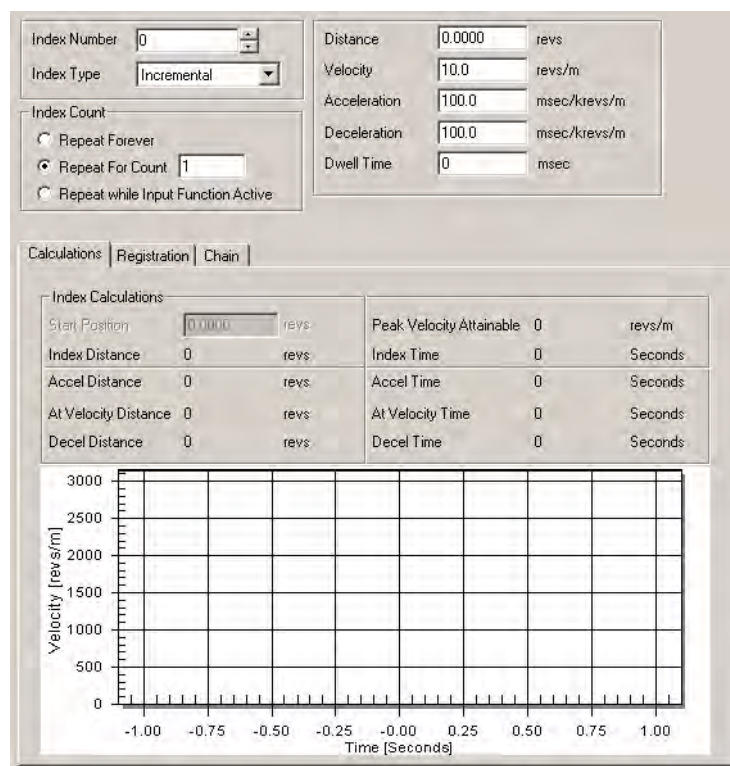 Index Number 0
Index Type Incremental
Index Count
Repeat Forever
Repeat For Count 1
Repeat while Input Function Active
Distance 0.0000 revs
Velocity 10.0 revs/m
Acceleration 100.0 msec/krevs/m
Deceleration 100.0 msec/krevs/m
Dwell Time 0 msec
Calculations Registration Chain
Index Calculations
Start Position 0.0000 revs
Index Distance 0 revs
Accel Distance 0 revs
At Velocity Distance 0 revs
Decel Distance 0 revs
Peak Velocity Attainable 0 revs/m
Index Time 0 Seconds
Accel Time 0 Seconds
At Velocity Time 0 Seconds
Decel Time 0 Seconds
Velocity [revs/m]
3000
2500
2000
1500
1000
500
0
-1.00 -0.75 -0.50 -0.25 -0.00 0.25 0.50 0.75 1.00
Time [Seconds]